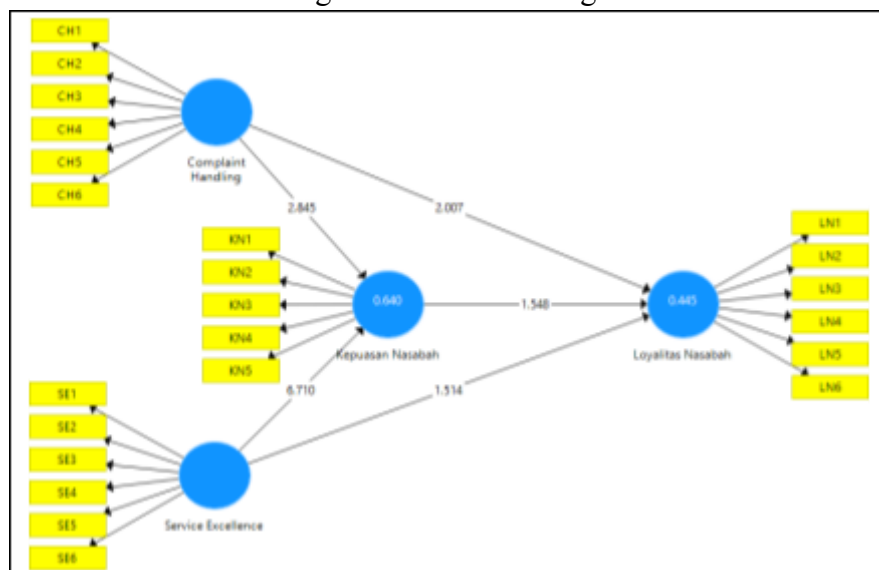 CH1
CH2
CH3
CH4
CH5
CH6
Complaint
Handling
2.845
2.007
KN1
KN2
KN3
KN4
KN5
0.640
Kepuasan Nasabah
1.548
0.445
Loyalitas Nasabah
LN1
LN2
LN3
LN4
LN5
LN6
6.710
1.514
SE1
SE2
SE3
SE4
SE5
SE6
Service Excellence